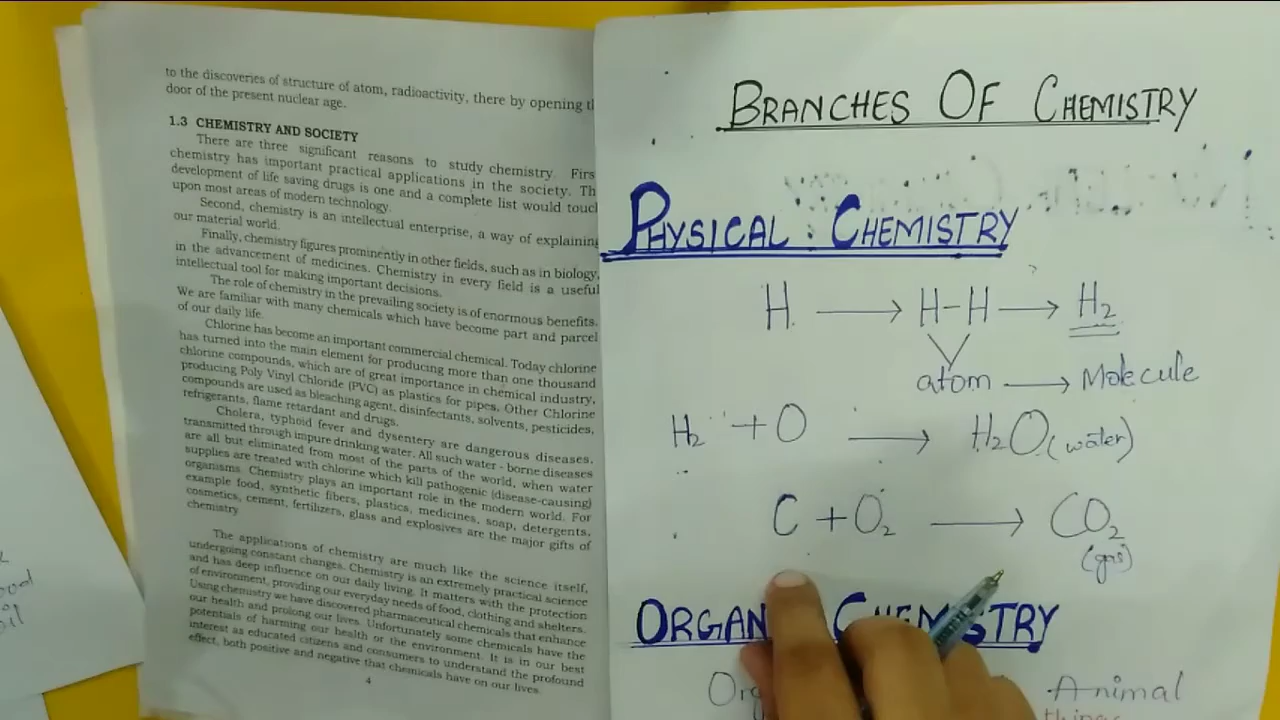 to the discoveries of structure of atom, radioactivity, there by opening
door of the present nuclear age.
1.3 CHEMISTRY AND SOCIETY
There are three significant reasons to study chemistry.
chemistry has important practical applications in the society.
development of life saving drugs is one and a complete list would touch
upon most areas of modern technology.
Second, chemistry is an intellectual enterprise, a way of explaining
our material world.
Finally, chemistry figures prominently in other fields, such as in biology,
in the advancement of medicines. Chemistry in every field is a useful
intellectual tool for making important decisions.
The role of chemistry in the prevailing society is of enormous benefits.
We are familiar with many chemicals which have become part and parcel
of our daily life.
Chlorine has become an important commercial chemical. Today chlorine
has turned into the main element for producing more than one thousand
chlorine compounds, which are of great importance in chemical industry,
producing Poly Vinyl Chloride (PVC) as plastics for pipes. Other Chlorine
compounds are used as bleaching agent, disinfectants, solvents, pesticides,
refrigerants, flame retardant and drugs.
Cholera, typhoid fever and dysentery are dangerous diseases,
transmitted through impure drinking water. All such water - borne diseases
are all but eliminated from most of the parts of the world, when water
supplies are treated with chlorine which kill pathogenic (disease-causing)
organisms. Chemistry plays an important role in the modern world. For
example food, synthetic fibers, plastics, medicines, soap, detergents,
cosmetics, cement, fertilizers, glass and explosives are the major gifts of
chemistry
The applications of chemistry are much like the science itself,
undergoing constant changes. Chemistry is an extremely practical science
and has deep influence on our daily living. It matters with the protection
of environment, providing our everyday needs of food, clothing and shelters.
Using chemistry we have discovered pharmaceutical chemicals that enhance
our health and prolong our lives. Unfortunately some chemicals have the
potentials of harming our health or the environment. It is in our best
interest as educated citizens and consumers to understand the profound
effect, both positive and negative that chemicals have on our lives.
4
BRANCHES OF CHEMISTRY
PHYSICAL CHEMISTRY
H → H-H → H₂
atom → Molecule
H₂ + O → H₂O (water)
C + O₂ → CO₂
(gas)
ORGAN CHEMISTRY
Org Animal
things